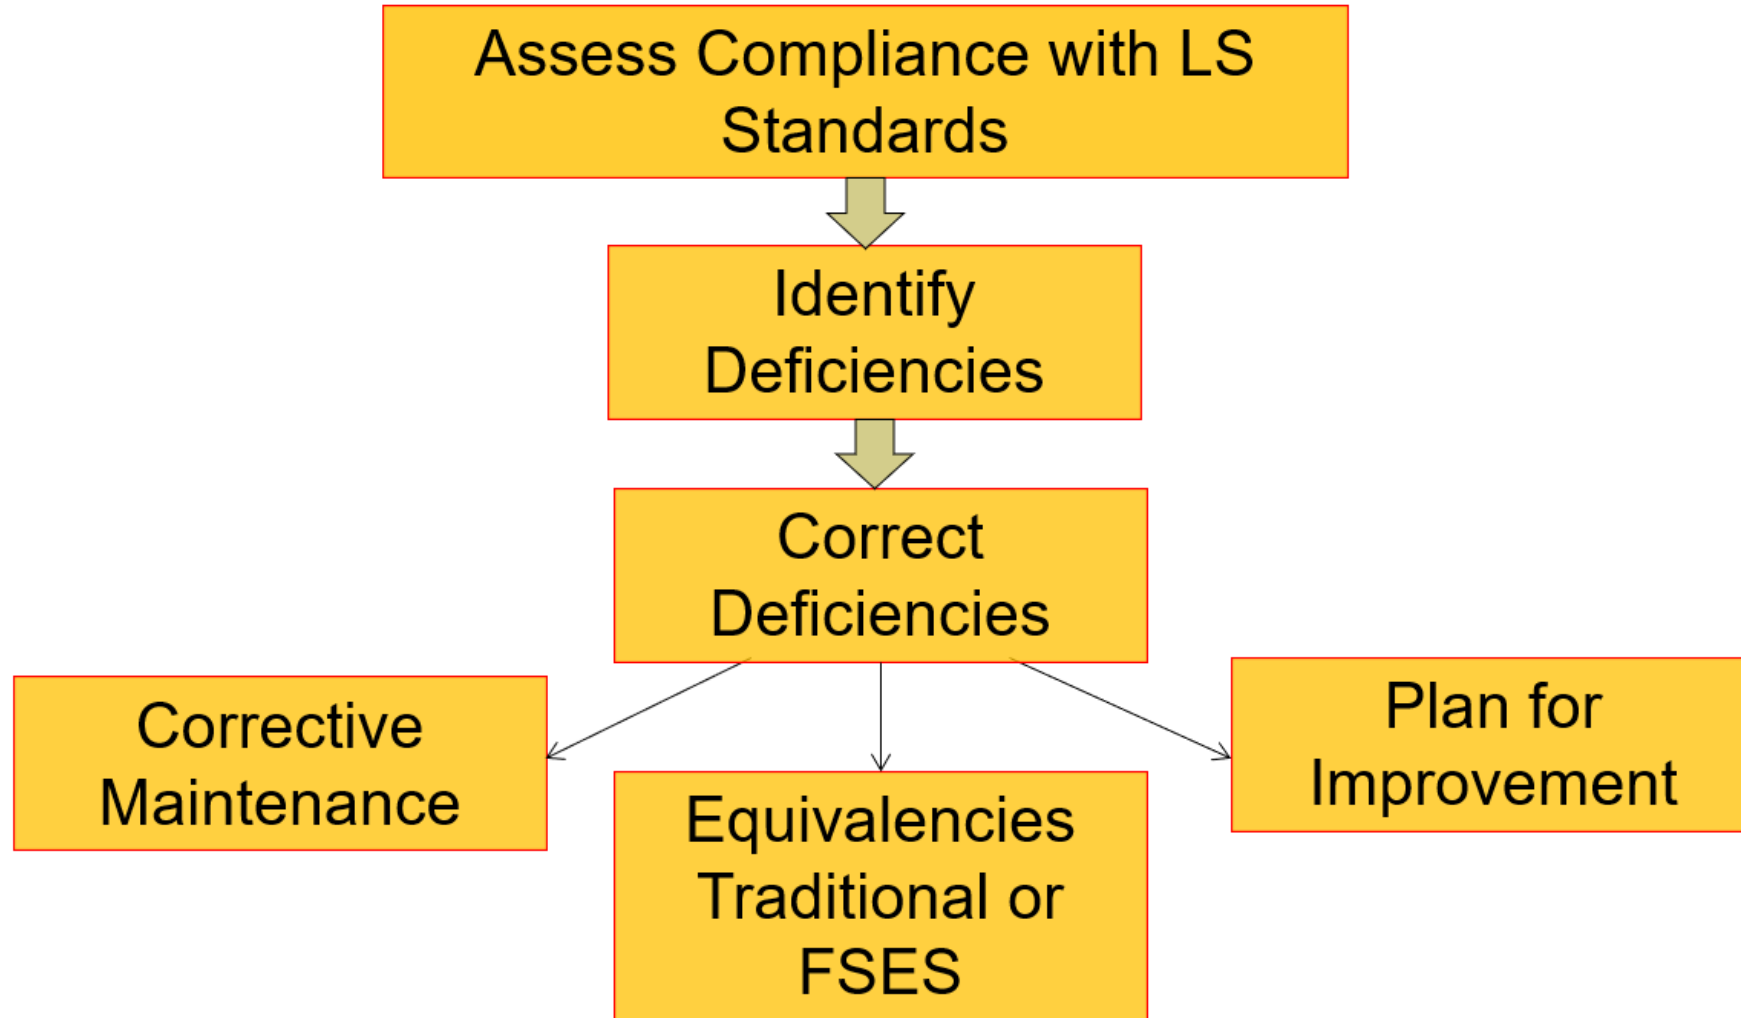 Assess Compliance with LS
Standards
Identify
Deficiencies
Correct
Deficiencies
Corrective
Maintenance
Equivalencies
Traditional or
FSES
Plan for
Improvement